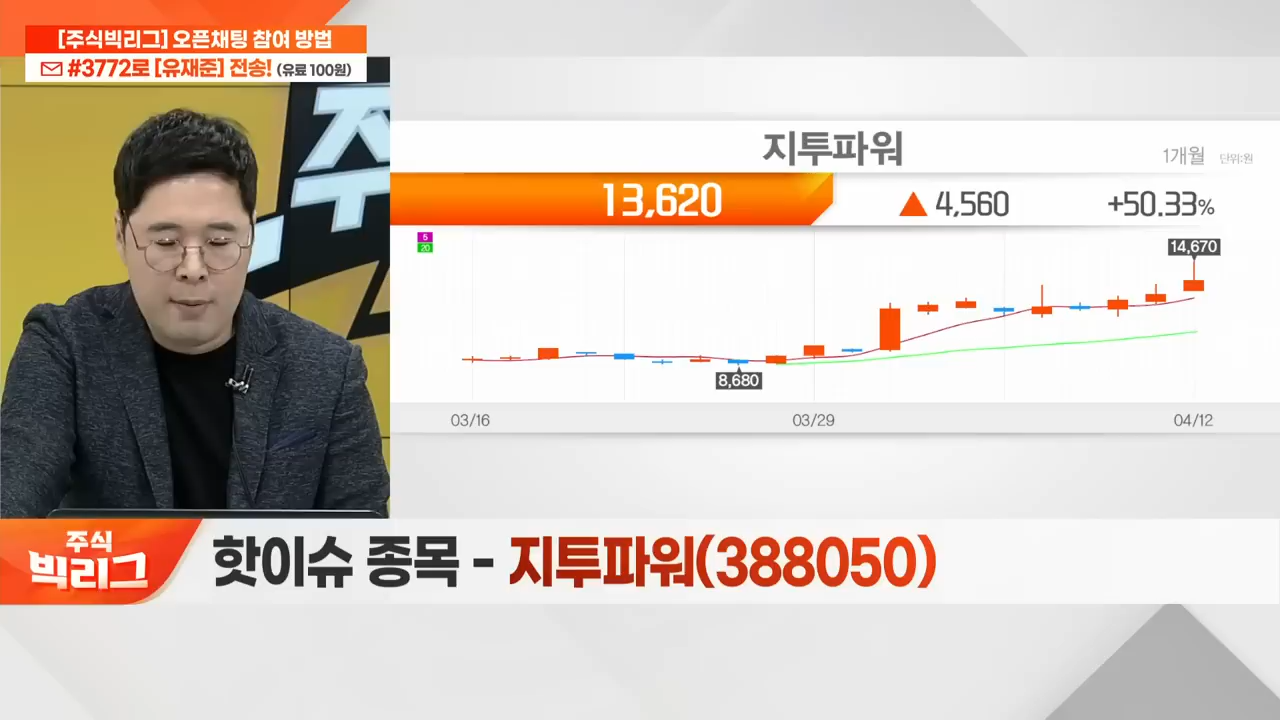 [주식빅리그] 오픈채팅 참여 방법
#3772로 [유재준] 전송! (유료 100원)
지투파워
1개월 단위:원
13,620 ▲ 4,560 +50.33%
5
20
14,670
8,680
03/16 03/29 04/12
주식
빅리그
핫이슈 종목 - 지투파워(388050)